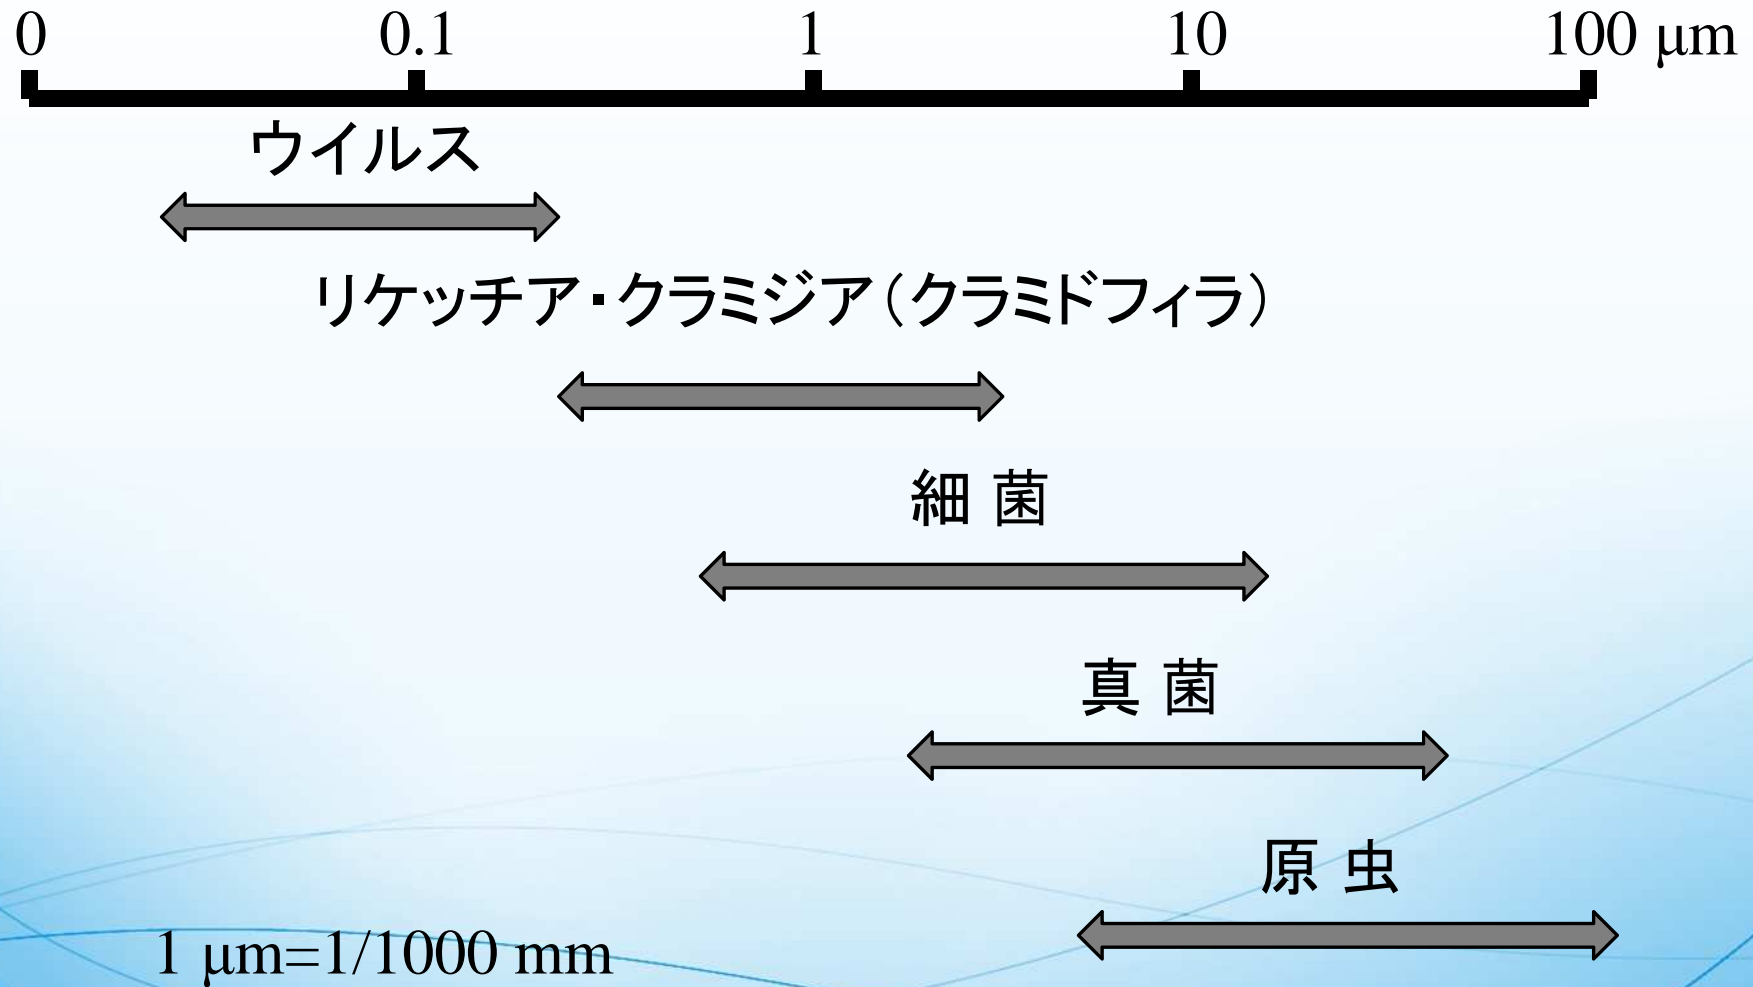 0 0.1 1 10 100 μm
ウイルス
リケッチア・クラミジア（クラミドフィラ）
細 菌
真 菌
原 虫
1 μm=1/1000 mm